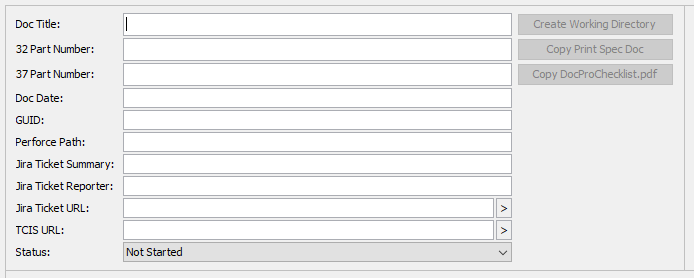 Doc Title:
Create Working Directory
32 Part Number:
Copy Print Spec Doc
37 Part Number:
Copy DocProChecklist.pdf
Doc Date:
GUID:
Perforce Path:
Jira Ticket Summary:
Jira Ticket Reporter:
Jira Ticket URL: >
TCIS URL: >
Status: Not Started